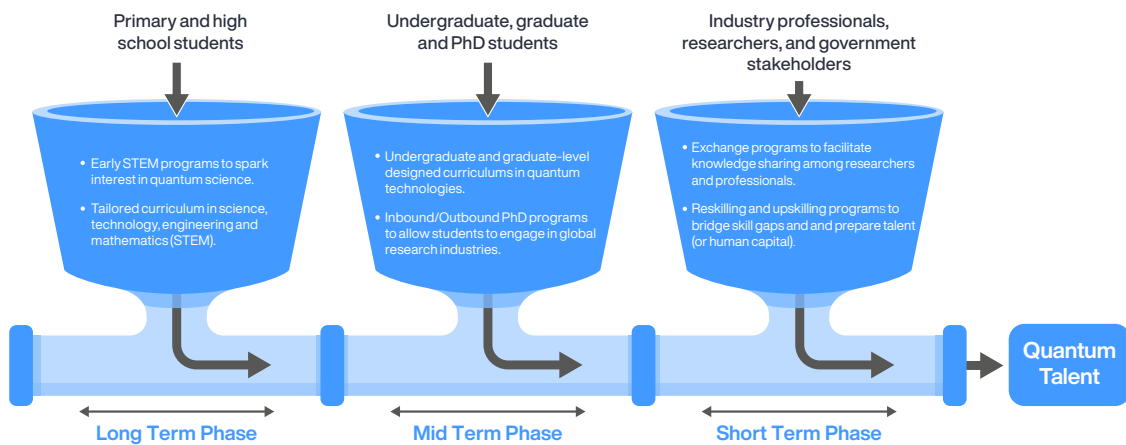 Primary and high
school students
Undergraduate, graduate
and PhD students
Industry professionals,
researchers, and government
stakeholders
• Early STEM programs to spark
interest in quantum science.
• Tailored curriculum in science,
technology, engineering and
mathematics (STEM).
• Undergraduate and graduate-level
designed curriculums in quantum
technologies.
• Inbound/Outbound PhD programs
to allow students to engage in global
research industries.
• Exchange programs to facilitate
knowledge sharing among researchers
and professionals.
• Reskilling and upskilling programs to
bridge skill gaps and and prepare talent
(or human capital).
Quantum
Talent
Long Term Phase
Mid Term Phase
Short Term Phase